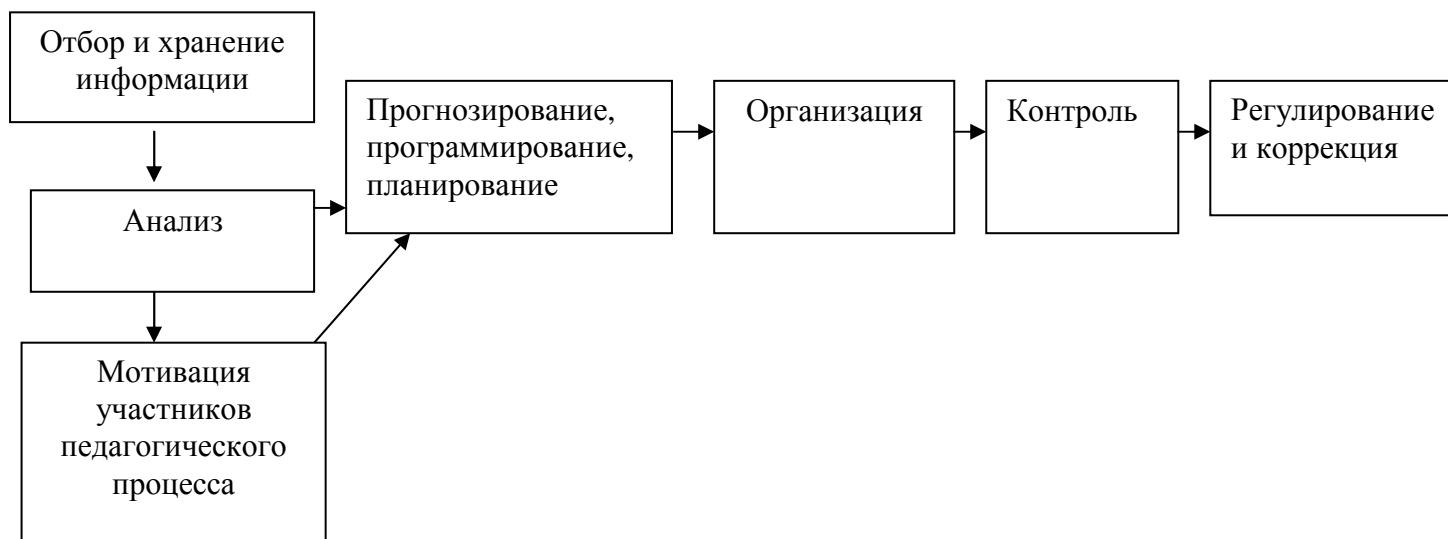 Отбор и хранение
информации
Анализ
Мотивация
участников
педагогического
процесса
Прогнозирование,
программирование,
планирование
Организация
Контроль
Регулирование
и коррекция